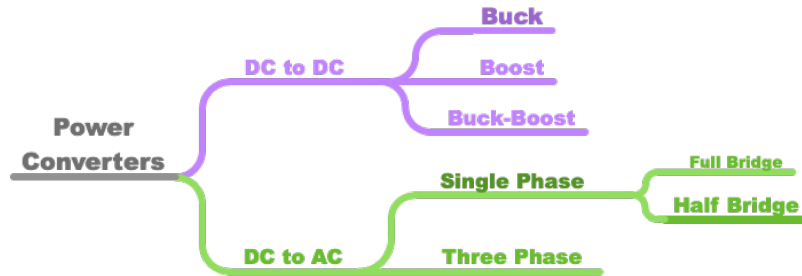 Buck
DC to DC
Boost
Buck-Boost
Power
Converters
Single Phase
Full Bridge
Half Bridge
DC to AC
Three Phase